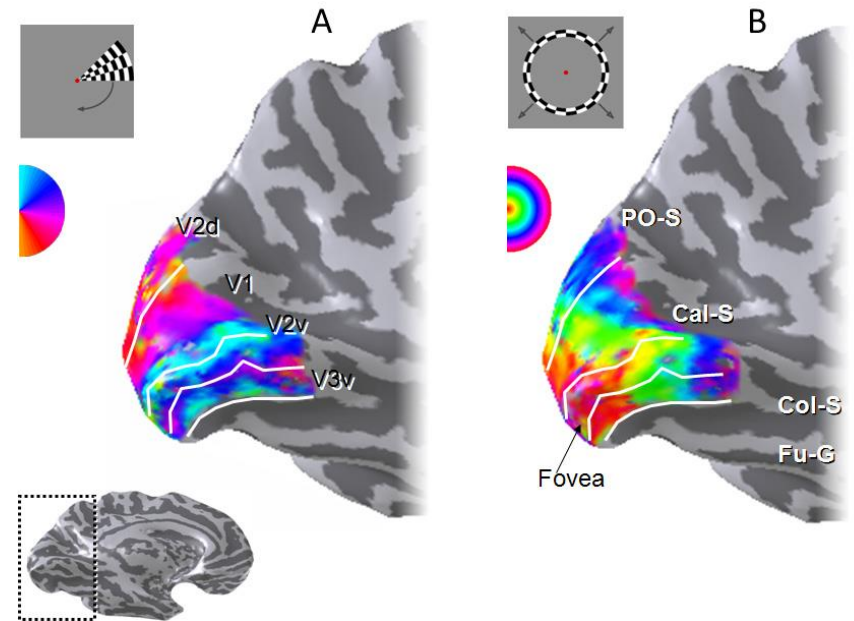 A
V2d
V1
V2v
V3v
B
PO-S
Cal-S
Col-S
Fu-G
Fovea